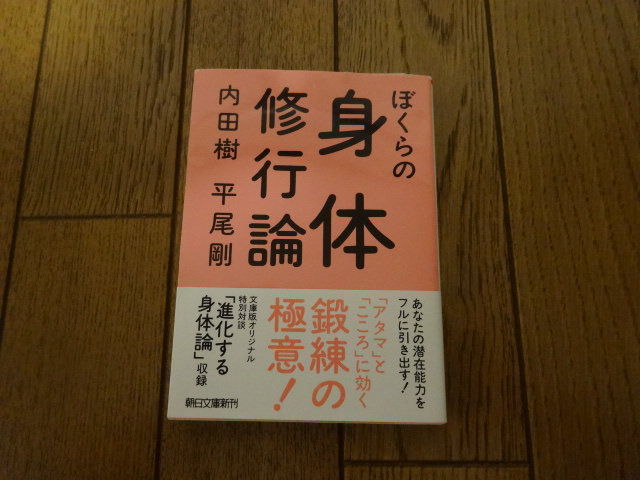 ぼくらの
身体
修行論
内田樹 平尾剛
あなたの潜在能力を
フルに引き出す!
「アタマ」と
「こころ」に効く
鍛練の
極意!
文庫版オリジナル
特別対談
「進化する
身体論」収録
朝日文庫新刊